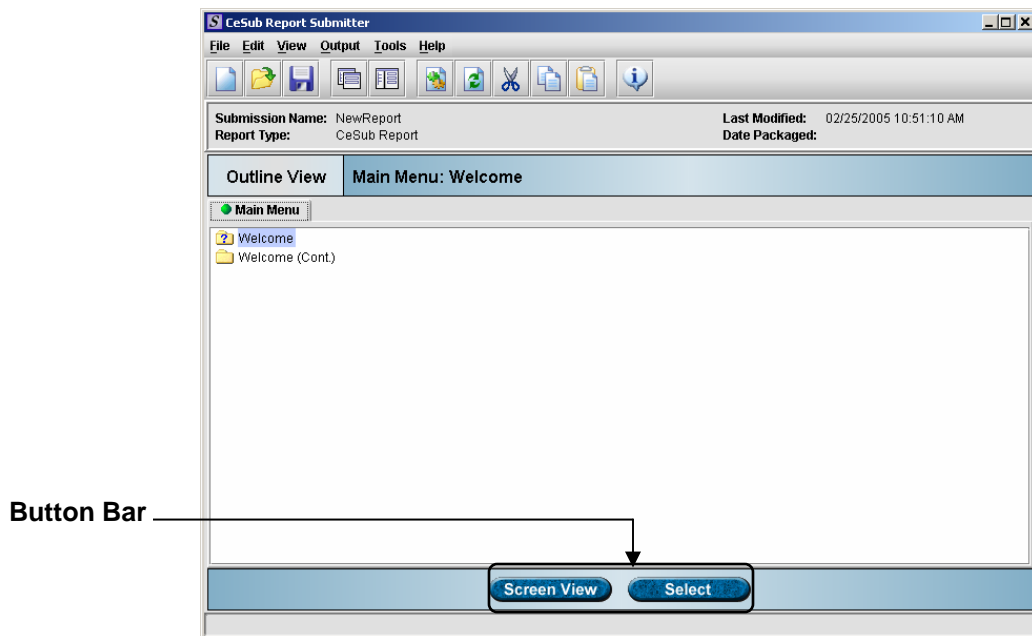 CeSub Report Submitter
File Edit View Output Tools Help
Submission Name: NewReport Last Modified: 02/25/2005 10:51:10 AM
Report Type: CeSub Report Date Packaged:
Outline View Main Menu: Welcome
Main Menu
Welcome
Welcome (Cont.)
Button Bar
Screen View Select